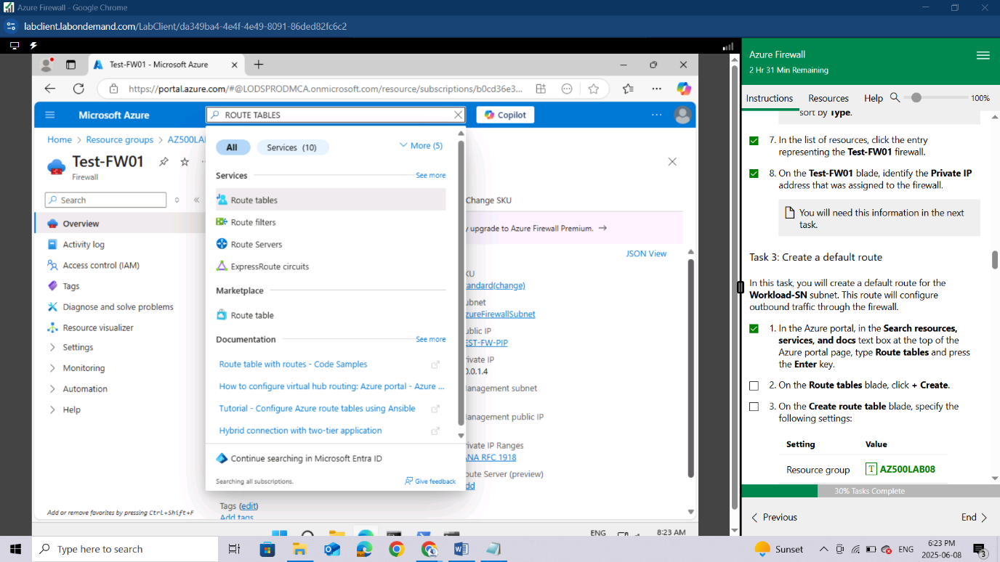 Azure Firewall - Google Chrome
labclient.labondemand.com/LabClient/da349ba4-4e4f-4e49-8091-86ded82fc6c2
Test-FW01 - Microsoft Azure
https://portal.azure.com/#@LODSPRODMCA.onmicrosoft.com/resource/subscriptions/b0cd36e3...
Microsoft Azure
ROUTE TABLES
Copilot
Home > Resource groups > AZ500LA
Test-FW01
Firewall
Search
Overview
Activity log
Access control (IAM)
Tags
Diagnose and solve problems
Resource visualizer
Settings
Monitoring
Automation
Help
Add or remove favorites by pressing Ctrl+Shift+F
All
Services (10)
More (5)
Services
See more
Route tables
Route filters
Route Servers
ExpressRoute circuits
Marketplace
Route table
Documentation
See more
Route table with routes - Code Samples
How to configure virtual hub routing: Azure portal - Azure ...
Tutorial - Configure Azure route tables using Ansible
Hybrid connection with two-tier application
Continue searching in Microsoft Entra ID
Searching all subscriptions.
Give feedback
Tags (edit)
Add tags
Change SKU
y upgrade to Azure Firewall Premium. →
JSON View
KU
andard(change)
ubnet
zureFirewallSubnet
ublic IP
EST-FW-PIP
rivate IP
0.0.1.4
lanagement subnet
lanagement public IP
rivate IP Ranges
NA RFC 1918
oute Server (preview)
dd
ENG
8:23 AM
Azure Firewall
2 Hr 31 Min Remaining
Instructions
Resources
Help
100%
sort by Type.
7. In the list of resources, click the entry
representing the Test-FW01 firewall.
8. On the Test-FW01 blade, identify the Private IP
address that was assigned to the firewall.
You will need this information in the next
task.
Task 3: Create a default route
In this task, you will create a default route for the
Workload-SN subnet. This route will configure
outbound traffic through the firewall.
1. In the Azure portal, in the Search resources,
services, and docs text box at the top of the
Azure portal page, type Route tables and press
the Enter key.
2. On the Route tables blade, click + Create.
3. On the Create route table blade, specify the
following settings:
Setting Value
Resource group T AZ500LAB08
30% Tasks Complete
Previous
End
Type here to search
Sunset
ENG
6:23 PM
2025-06-08
3